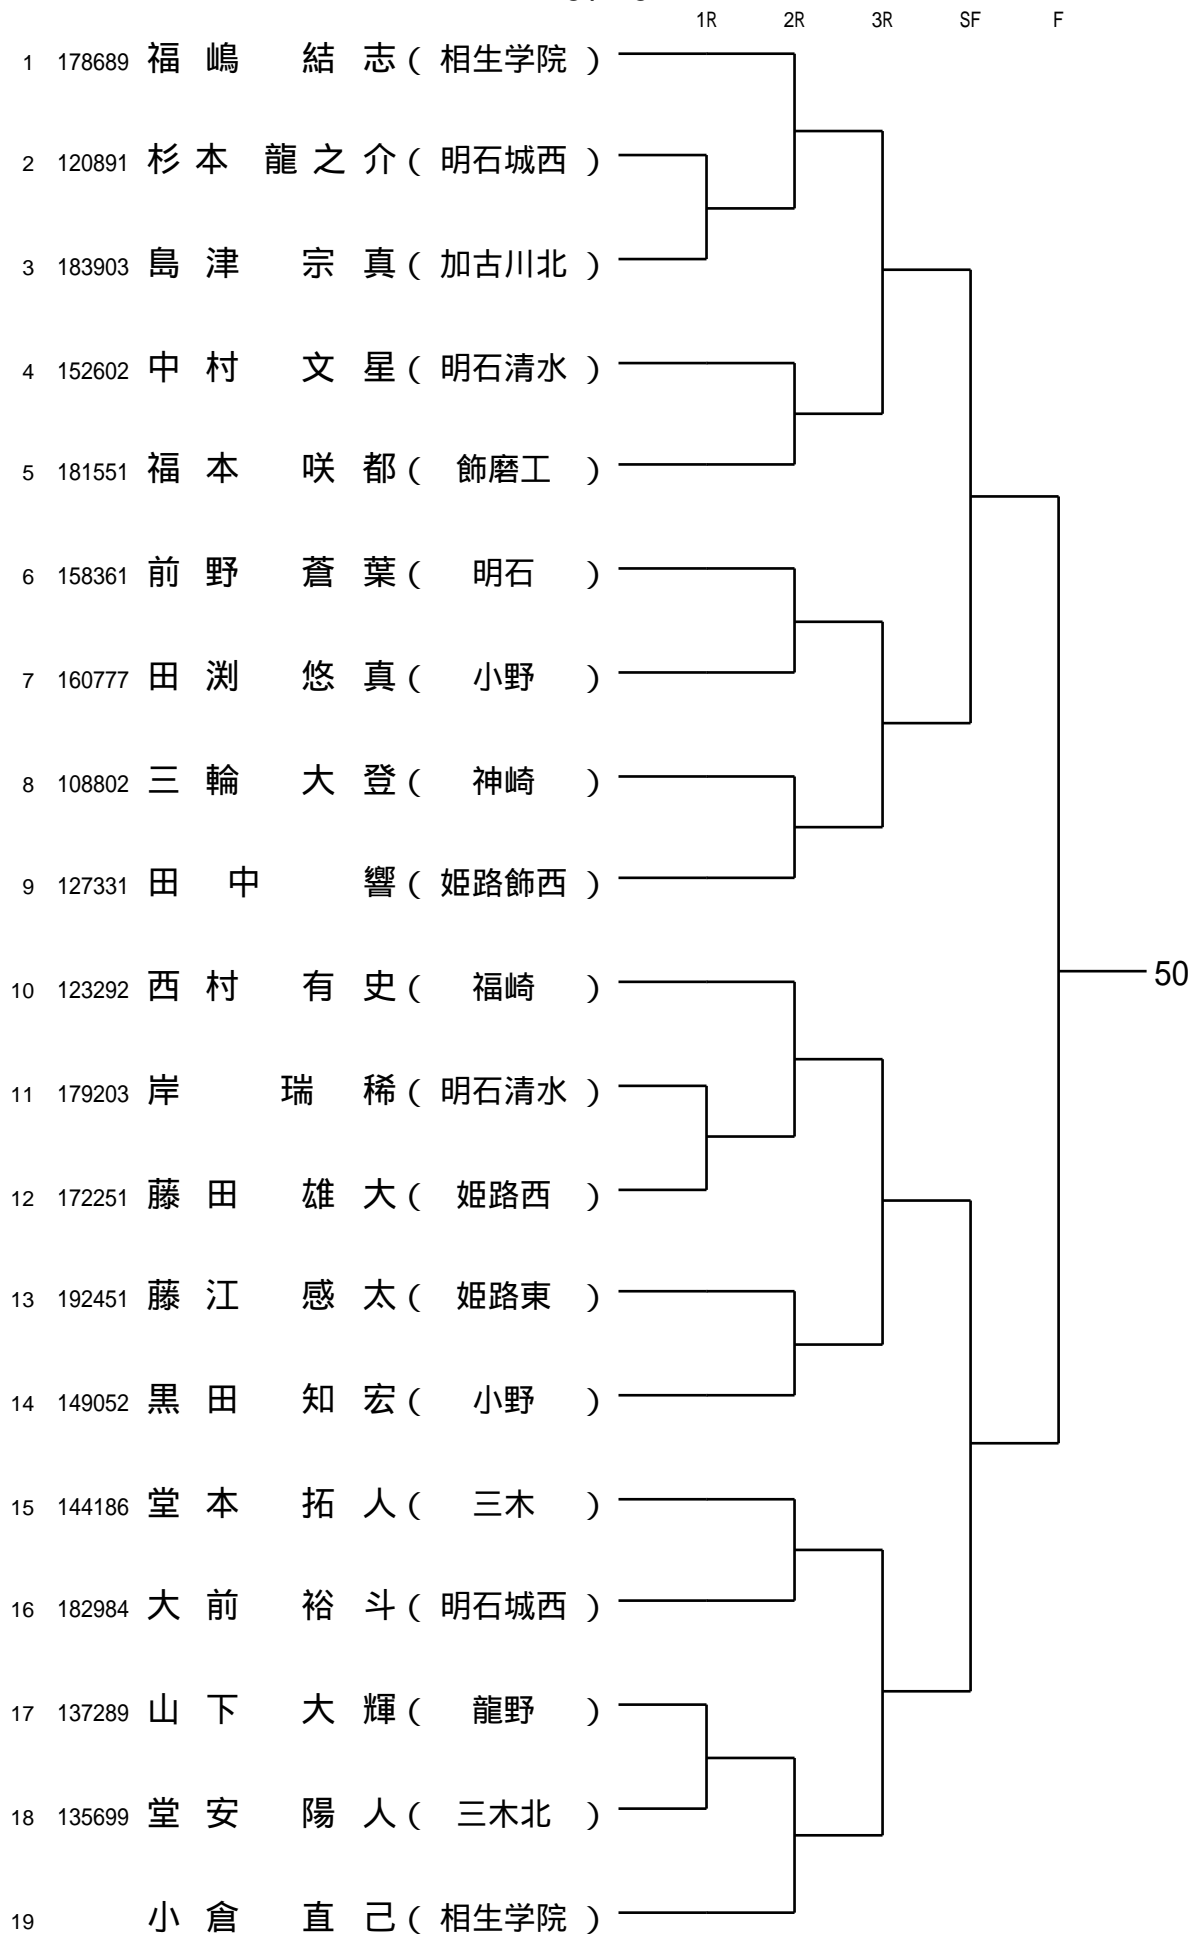 1R 2R 3R SF F
1 178689 福嶋 結志 ( 相生学院 )
2 120891 杉本 龍之介 ( 明石城西 )
3 183903 島津 宗真 ( 加古川北 )
4 152602 中村 文星 ( 明石清水 )
5 181551 福本 咲都 ( 飾磨工 )
6 158361 前野 蒼葉 ( 明石 )
7 160777 田渕 悠真 ( 小野 )
8 108802 三輪 大登 ( 神崎 )
9 127331 田中 響 ( 姫路飾西 )
50
10 123292 西村 有史 ( 福崎 )
11 179203 岸 瑞稀 ( 明石清水 )
12 172251 藤田 雄大 ( 姫路西 )
13 192451 藤江 感太 ( 姫路東 )
14 149052 黒田 知宏 ( 小野 )
15 144186 堂本 拓人 ( 三木 )
16 182984 大前 裕斗 ( 明石城西 )
17 137289 山下 大輝 ( 龍野 )
18 135699 堂安 陽人 ( 三木北 )
19 小倉 直己 ( 相生学院 )